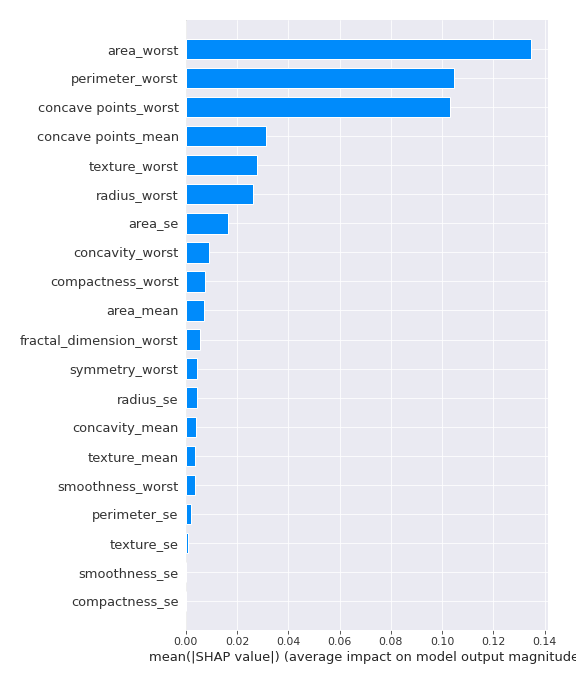 area_worst
perimeter_worst
concave points_worst
concave points_mean
texture_worst
radius_worst
area_se
concavity_worst
compactness_worst
area_mean
fractal_dimension_worst
symmetry_worst
radius_se
concavity_mean
texture_mean
smoothness_worst
perimeter_se
texture_se
smoothness_se
compactness_se
0.00 0.02 0.04 0.06 0.08 0.10 0.12 0.14
mean(|SHAP value|) (average impact on model output magnitude